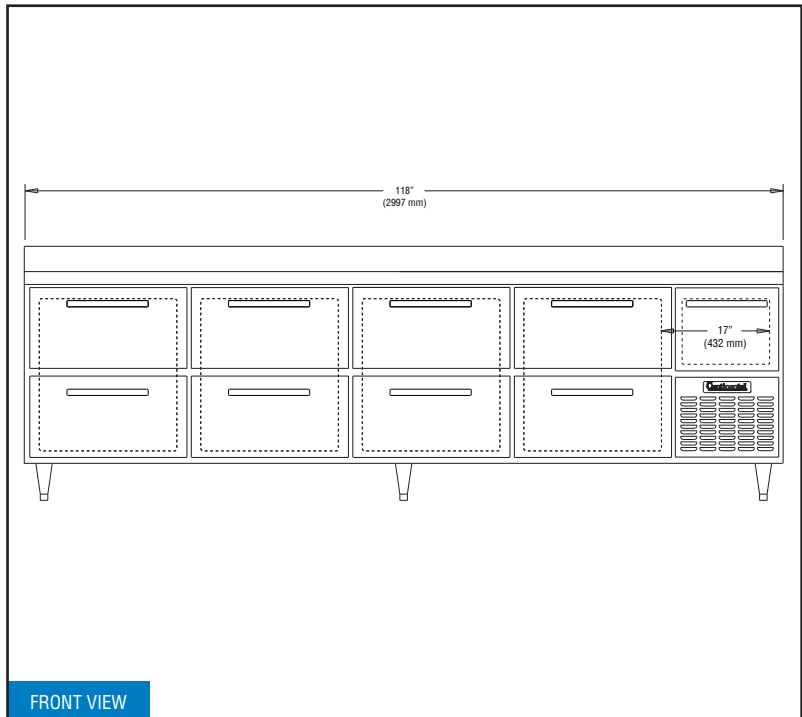 118"
(2997 mm)
17"
(432 mm)
Continental
FRONT VIEW